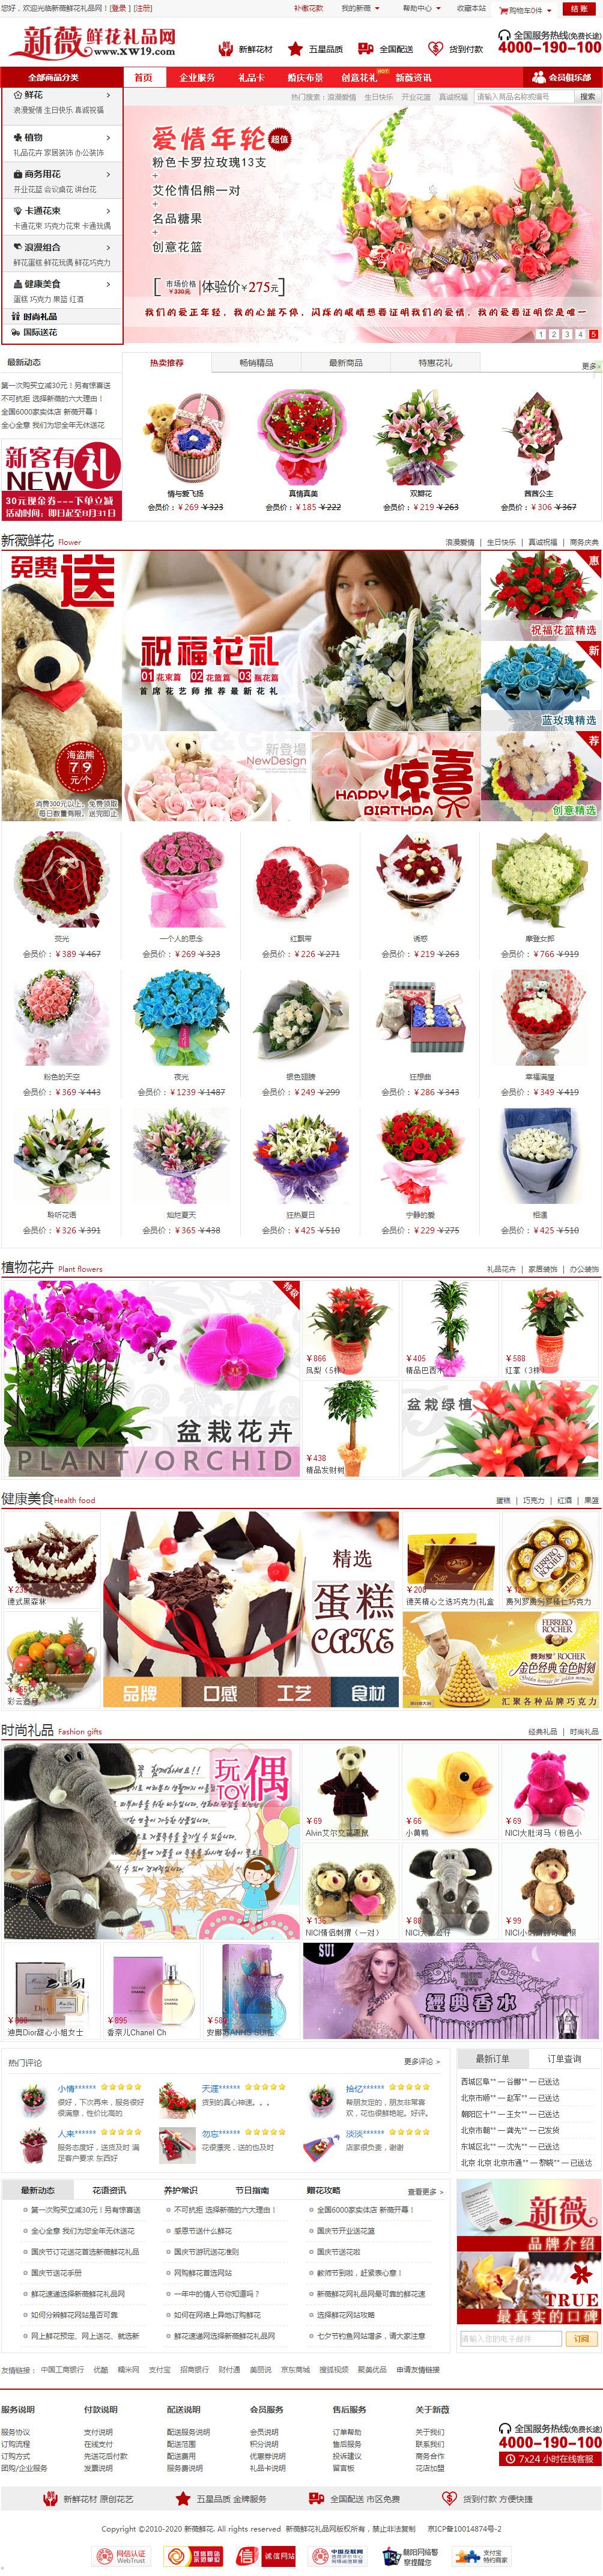 您好，欢迎光临新薇鲜花礼品网！[登录] [注册]
补缴花款 我的新薇 帮助中心 收藏本站 购物车0件 结 账
新薇鲜花礼品网
www.XW19.com
新鲜花材 五星品质 全国配送 货到付款
全国服务热线(免费长途)
4000-190-100
全部商品分类 首页 企业服务 礼品卡 婚庆布景 创意花礼 HOT 新薇资讯 会员俱乐部
热门搜索：浪漫爱情 生日快乐 开业花篮 真诚祝福 请输入商品名称或编号 搜索
鲜花
浪漫爱情 生日快乐 真诚祝福
植物
礼品花卉 家居装饰 办公装饰
商务用花
开业花篮 会议桌花 讲台花
卡通花束
卡通花束 巧克力花束 卡通玩偶
浪漫组合
鲜花蛋糕 鲜花玩偶 鲜花巧克力
健康美食
蛋糕 巧克力 果篮 红酒
时尚礼品
国际送花
爱情年轮 超值
粉色卡罗拉玫瑰13支
+
艾伦情侣熊一对
+
名品糖果
+
创意花篮
市场价格 ￥330元 体验价¥275元
我们的爱正年轻，我的心就不停，闪烁的眼睛想要证明我们的爱情，我的爱要证明你是唯一
1 2 3 4 5
最新动态
第一次购买立减30元！另有惊喜送
不可抗拒 选择新薇的六大理由！
全国6000家实体店 新薇开幕！
全心全意 我们为您全年无休送花
新客有礼
NEW
30元现金券---下单立减
活动时间：即日起至8月31日
热卖推荐 畅销精品 最新商品 特惠花礼 更多>
情与爱飞扬 真情真美 双瓣花 茜茜公主
会员价：￥269 ￥323 会员价：￥185 ￥222 会员价：￥219 ￥263 会员价：￥306 ￥367
新薇鲜花 Flower
浪漫爱情 | 生日快乐 | 真诚祝福 | 商务庆典
免费送
海盗熊
79
元/个
消费300元以上，免费领取
每日数量有限，送完即止
祝福花礼
01花束篇 02花篮篇 03瓶花篇
首席花艺师推荐最新花礼
新登場
NewDesign
HAPPY BIRTHDA
惊喜
惠
祝福花篮精选
新
蓝玫瑰精选
荐
创意精选
荧光 一个人的思念 红飘带 诱惑 摩登女郎
会员价：￥389 ￥467 会员价：￥269 ￥323 会员价：￥226 ￥271 会员价：￥219 ￥263 会员价：￥766 ￥919
粉色的天空 夜光 银色翅膀 狂想曲 幸福满屋
会员价：￥369 ￥443 会员价：￥1239 ￥1487 会员价：￥249 ￥299 会员价：￥286 ￥343 会员价：￥349 ￥419
聆听花语 灿烂夏天 狂热夏日 宁静的爱 相逢
会员价：￥326 ￥391 会员价：￥365 ￥438 会员价：￥425 ￥510 会员价：￥229 ￥275 会员价：￥425 ￥510
植物花卉 Plant flowers
礼品花卉 | 家居装饰 | 办公装饰
特级
盆栽花卉
PLANT/ORCHID
￥866
凤梨（5株）
￥405
精品巴西木
￥588
红掌（3株）
￥438
精品发财树
盆栽绿植
健康美食 Health food
蛋糕 | 巧克力 | 红酒 | 果篮
德式黑森林
精选
蛋糕
CAKE
品牌 口感 工艺 食材
￥208
德芙精心之选巧克力(礼盒
￥120
FERRERO ROCHER
FERRERO ROCHER
费列罗 ROCHER
金色经典 金色时刻
汇聚各种品牌巧克力
时尚礼品 Fashion gifts
经典礼品 | 时尚礼品
玩偶
TOY
￥69
￥66
小黄鸭
￥69
NICI大肚河马（粉色小
￥136
NICI情侣刺猬（一对）
￥88
￥99
迪奥Dior甜心小姐女士
￥895
香奈儿Chanel Ch
SUI
經典香水
热门评论 更多评论 >
小情****** 天涯****** 拾忆******
很好，下次再来，服务很好
很满意，性价比高的
货到的真心神速。。。
帮朋友定的，朋友非常喜
欢，花也很鲜艳呢。好评。
人来****** 勿忘****** 淡淡******
服务态度好，送货及时 满
足客户要求 东西好
花很漂亮，送的也及时
店家很负责，谢谢
最新订单 订单查询
西城区阜** — 谷娜** — 已送达
北京市顺** — 赵军** — 已送达
朝阳区十** — 王女** — 已送达
北京市朝** — 龚先** — 已发货
东城区北** — 沈先** — 已送达
北京 北京 北京市通** — 黎晓** — 已送达
最新动态 花语资讯 养护常识 节日指南 赠花攻略 查看更多 >
第一次购买立减30元！另有惊喜送 不可抗拒 选择新薇的六大理由！ 全国6000家实体店 新薇开幕！
全心全意 我们为您全年无休送花 感恩节送什么鲜花 国庆节开业送花篮
国庆节订花送花首选新薇鲜花礼品 国庆节游玩送花准则 国庆节送花啦
国庆节送花手册 网购鲜花首选网站 教师节到啦，赶紧表心意！
鲜花速递选择新薇鲜花礼品网 一年中的情人节你知道吗？ 新薇鲜花网礼品网最可靠的鲜花速
如何分辨鲜花网站是否可靠 如何在网络上异地订购鲜花 选择鲜花网站攻略
网上鲜花预定、网上送花、就选新 鲜花速递网选择新薇鲜花礼品网 七夕节钓鱼网站增多，请大家注意
新薇
品牌介绍
TRUE
最真实的口碑
请输入您的电子邮件 订阅
友情链接： 中国工商银行 优酷 糯米网 支付宝 招商银行 财付通 美丽说 京东商城 搜狐视频 聚美优品 申请友情链接
服务说明 付款说明 配送说明 会员服务 售后服务 关于新薇
服务协议 支付说明 配送服务说明 会员说明 订单帮助 关于我们
订购流程 在线支付 配送范围 积分说明 售后服务 联系我们
订购方式 先送花后付款 配送费用 优惠券说明 投诉建议 商务合作
团购/企业服务 发票说明 服务费说明 礼品卡说明 留言板 花店加盟
全国服务热线(免费长途)
4000-190-100
7x24 小时在线客服
新鲜花材 原创花艺 五星品质 金牌服务 全国配送 市区免费 货到付款 方便快捷
Copyright ©2010-2020 新薇鲜花, All rights reserved 新薇鲜花礼品网版权所有，禁止非法复制 京ICP备10014874号-2
网信认证 WebTrust 诚信网站 中国互联网 朝阳网络警察提醒您 支付宝 特约商家